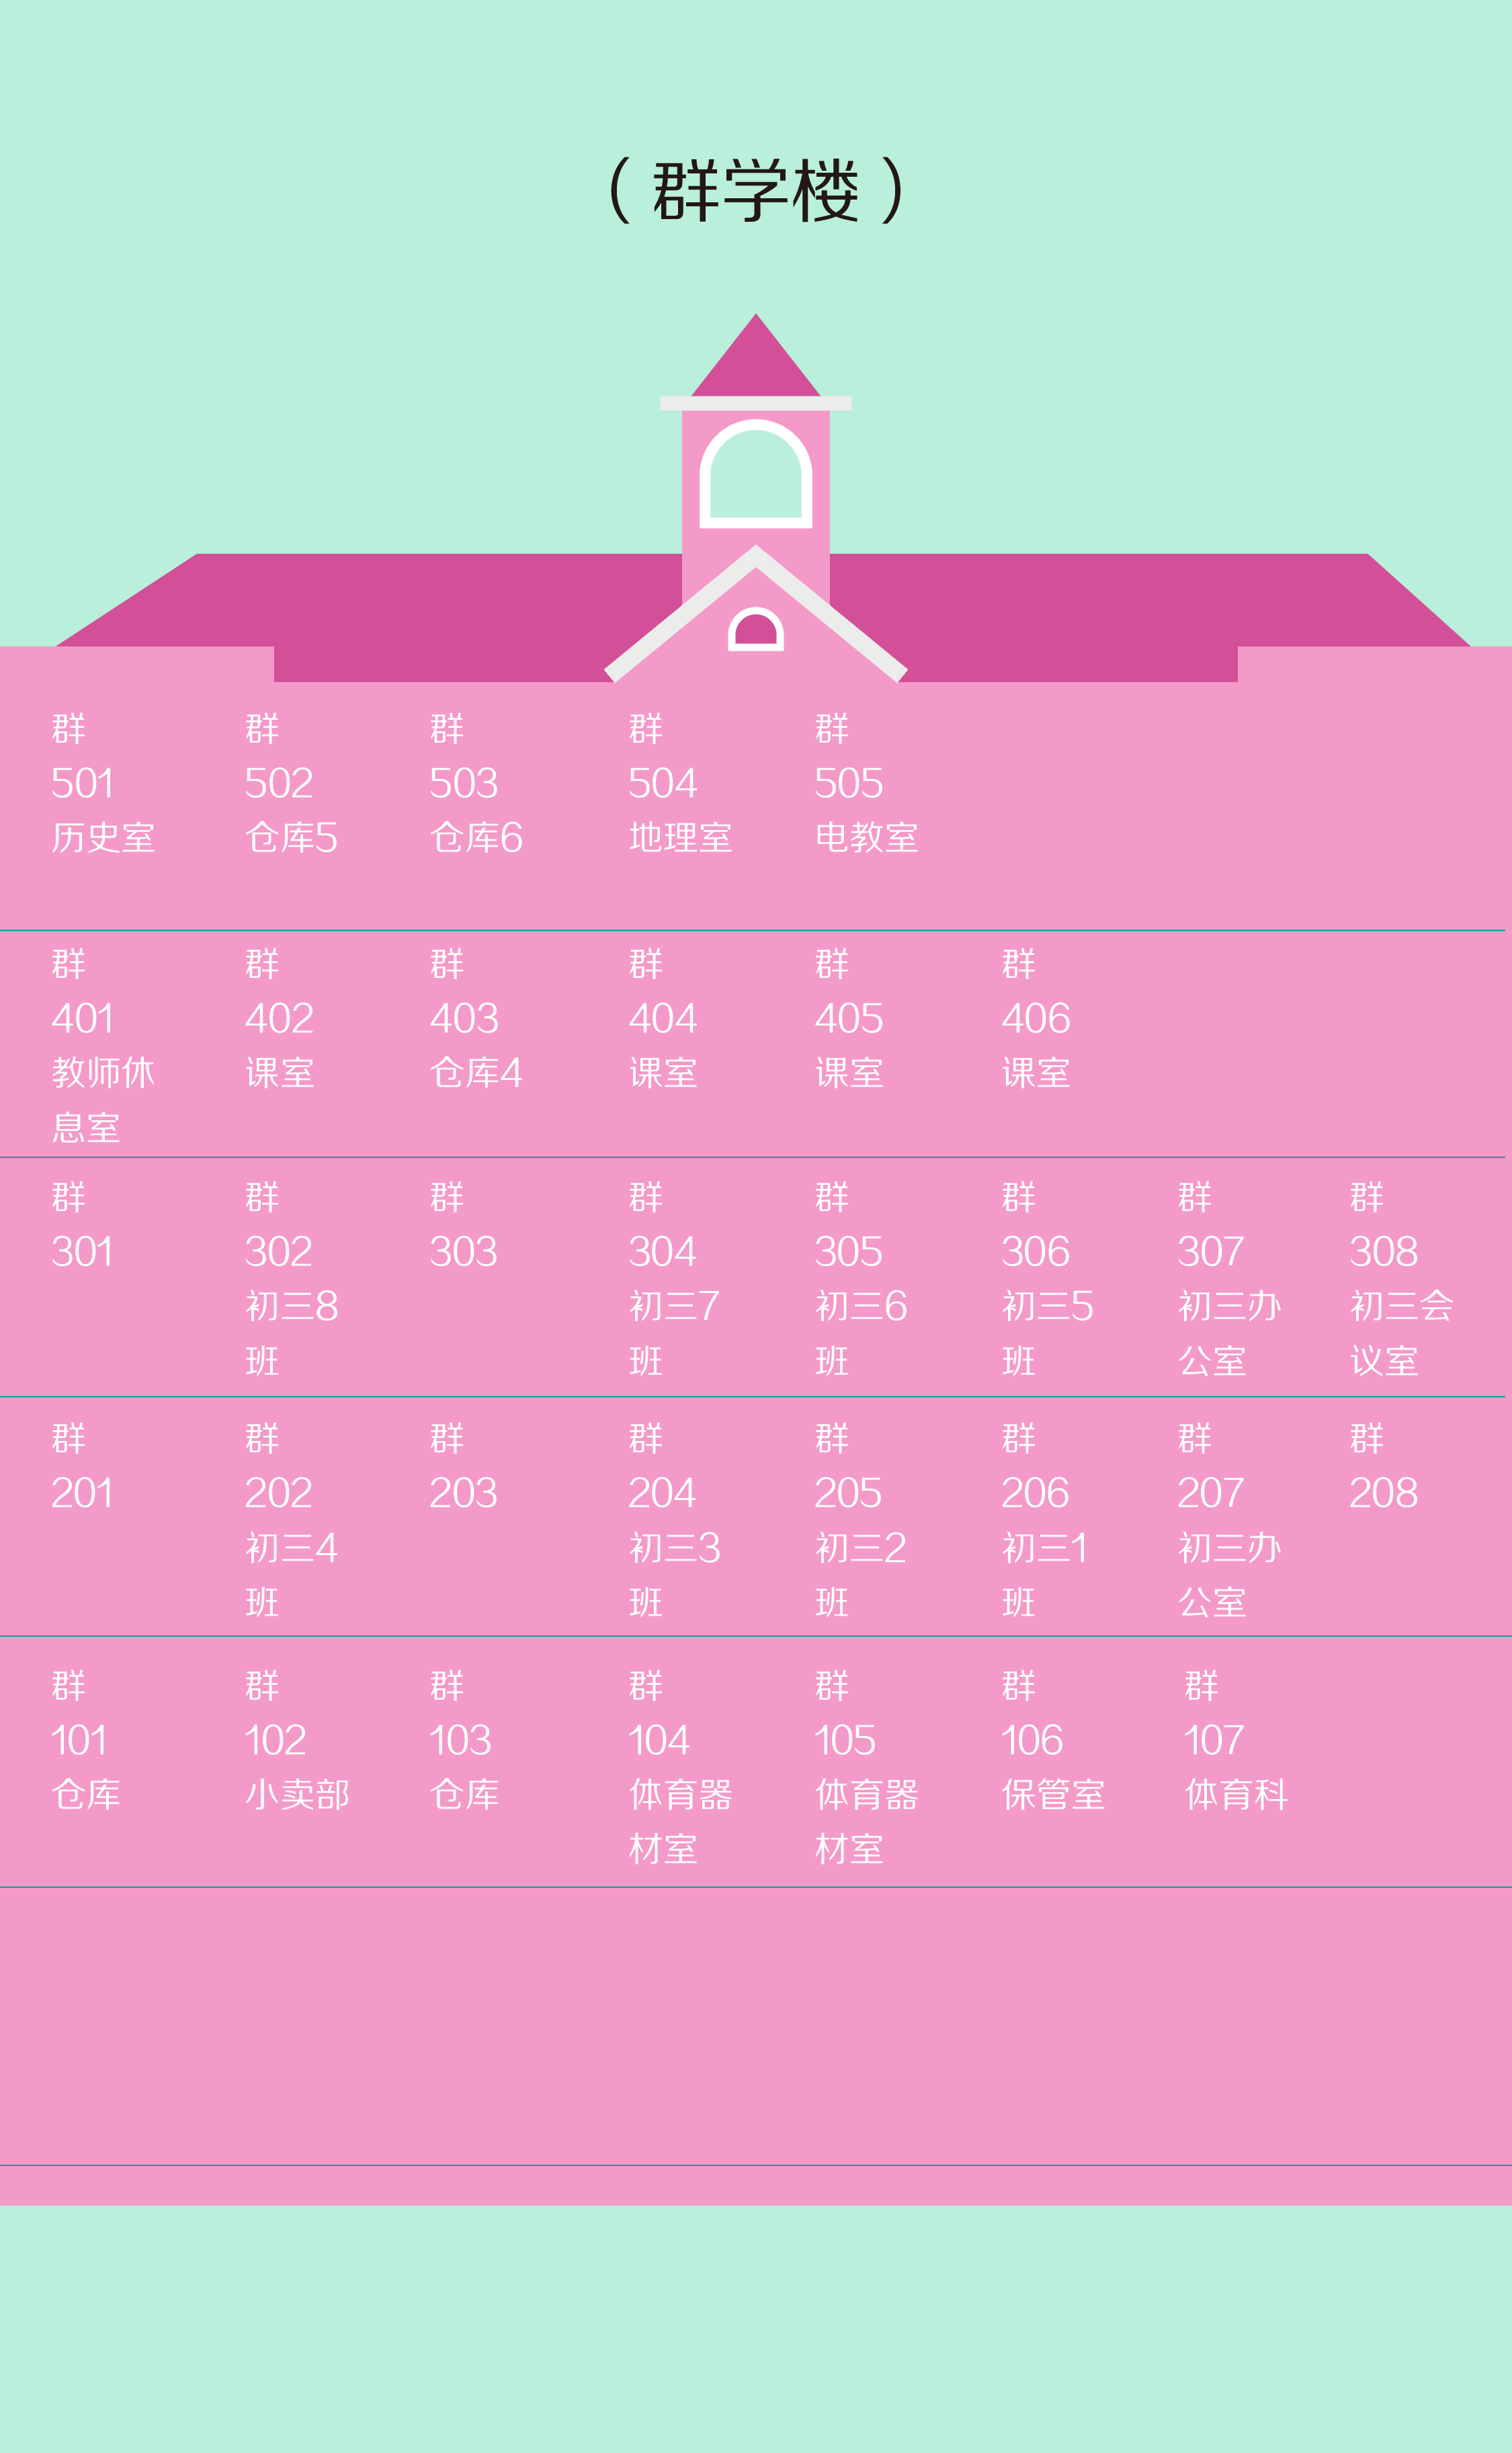 （群学楼）
群 群 群 群 群
501 502 503 504 505
历史室 仓库5 仓库6 地理室 电教室
群 群 群 群 群 群
401 402 403 404 405 406
教师休 课室 仓库4 课室 课室 课室
息室
群 群 群 群 群 群 群 群
301 302 303 304 305 306 307 308
初三8 初三7 初三6 初三5 初三办 初三会
班 班 班 班 公室 议室
群 群 群 群 群 群 群 群
201 202 203 204 205 206 207 208
初三4 初三3 初三2 初三1 初三办
班 班 班 班 公室
群 群 群 群 群 群 群
101 102 103 104 105 106 107
仓库 小卖部 仓库 体育器 体育器 保管室 体育科
材室 材室